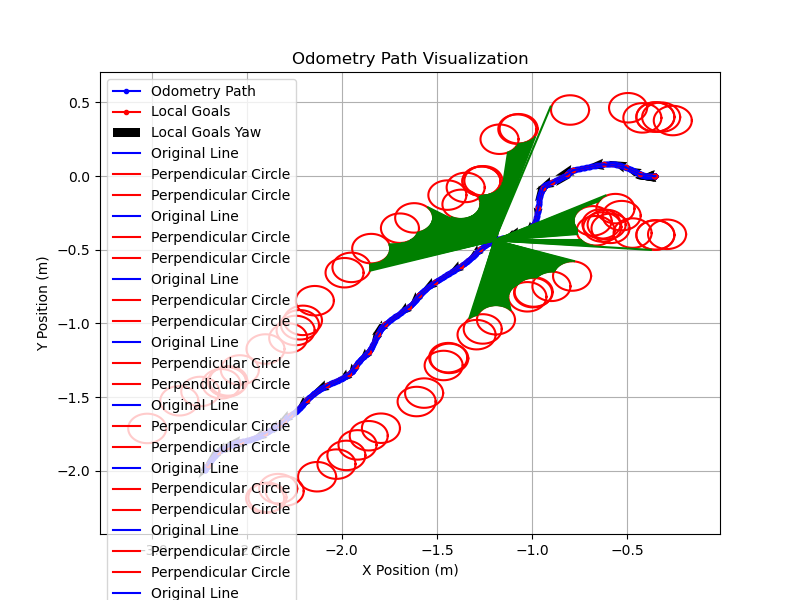 Odometry Path Visualization
Y Position (m)
0.5
0.0
−0.5
−1.0
−1.5
−2.0
Odometry Path
Local Goals
Local Goals Yaw
Original Line
Perpendicular Circle
Perpendicular Circle
Original Line
Perpendicular Circle
Perpendicular Circle
Original Line
Perpendicular Circle
Perpendicular Circle
Original Line
Perpendicular Circle
Perpendicular Circle
Original Line
Perpendicular Circle
Perpendicular Circle
Original Line
Perpendicular Circle
Perpendicular Circle
Original Line
Perpendicular Circle
Perpendicular Circle
Original Line
−2.0
−1.5
−1.0
−0.5
X Position (m)